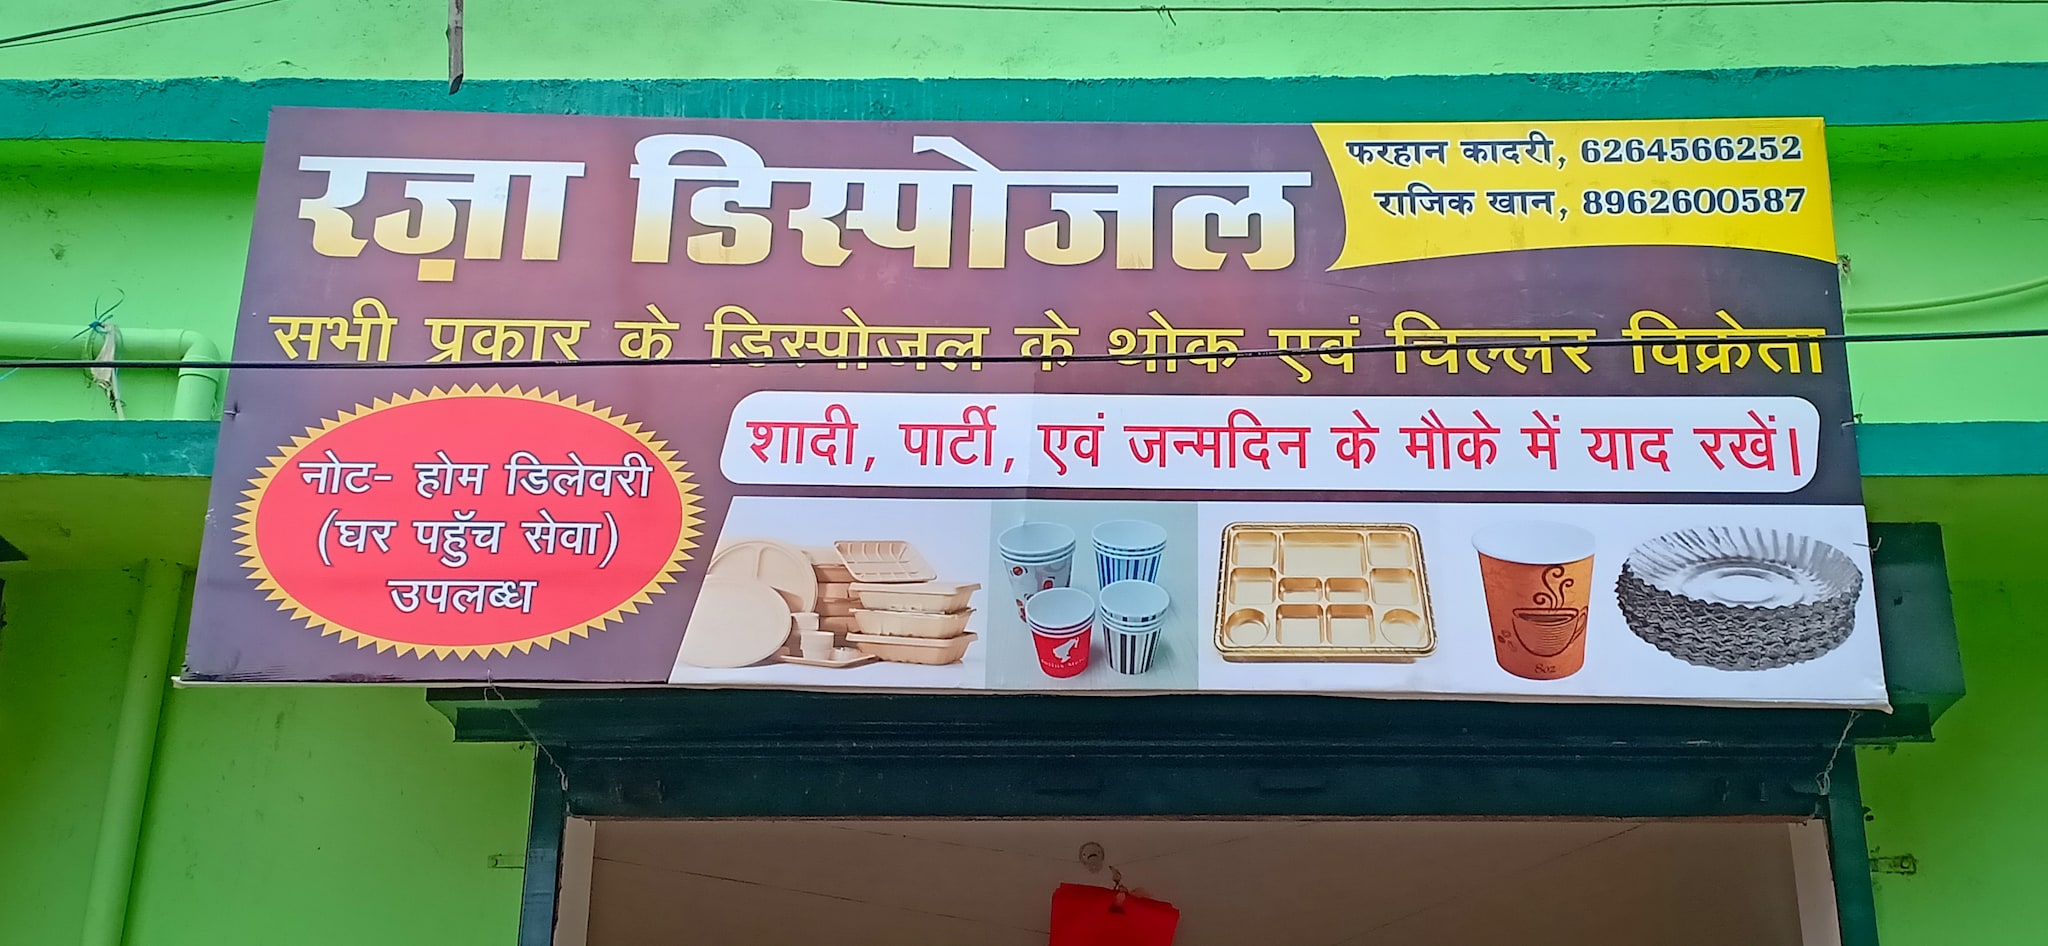 रज़ा डिस्पोजल
फरहान कादरी, 6264566252
राजिक खान, 8962600587
सभी प्रकार के डिस्पोजल के थोक एवं चिल्लर विक्रेता
शादी, पार्टी, एवं जन्मदिन के मौके में याद रखें।
नोट- होम डिलेवरी
(घर पहुँच सेवा)
उपलब्ध